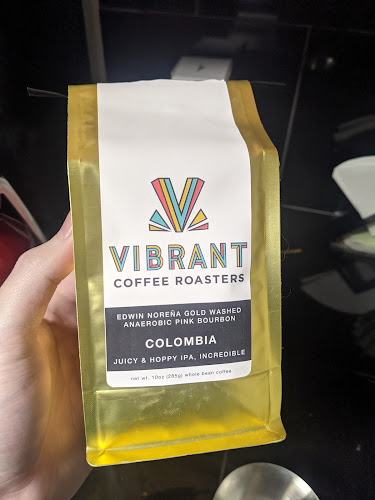 VIBRANT
COFFEE ROASTERS
EDWIN NOREÑA GOLD WASHED
ANAEROBIC PINK BOURBON
COLOMBIA
JUICY & HOPPY IPA, INCREDIBLE
net wt. 10oz (285g) whole bean coffee